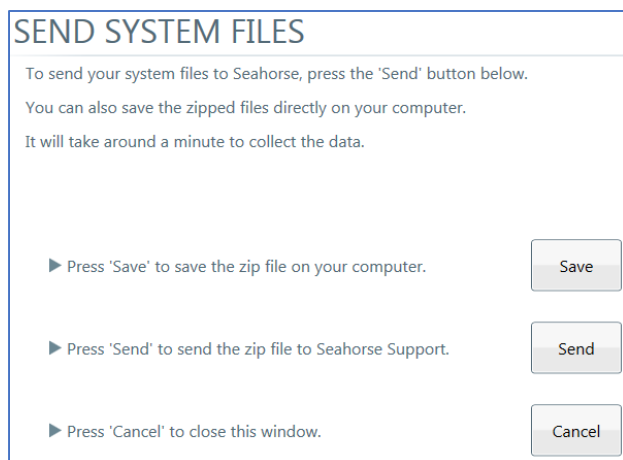 SEND SYSTEM FILES
To send your system files to Seahorse, press the 'Send' button below.
You can also save the zipped files directly on your computer.
It will take around a minute to collect the data.
Press 'Save' to save the zip file on your computer.
Save
Press 'Send' to send the zip file to Seahorse Support.
Send
Press 'Cancel' to close this window.
Cancel